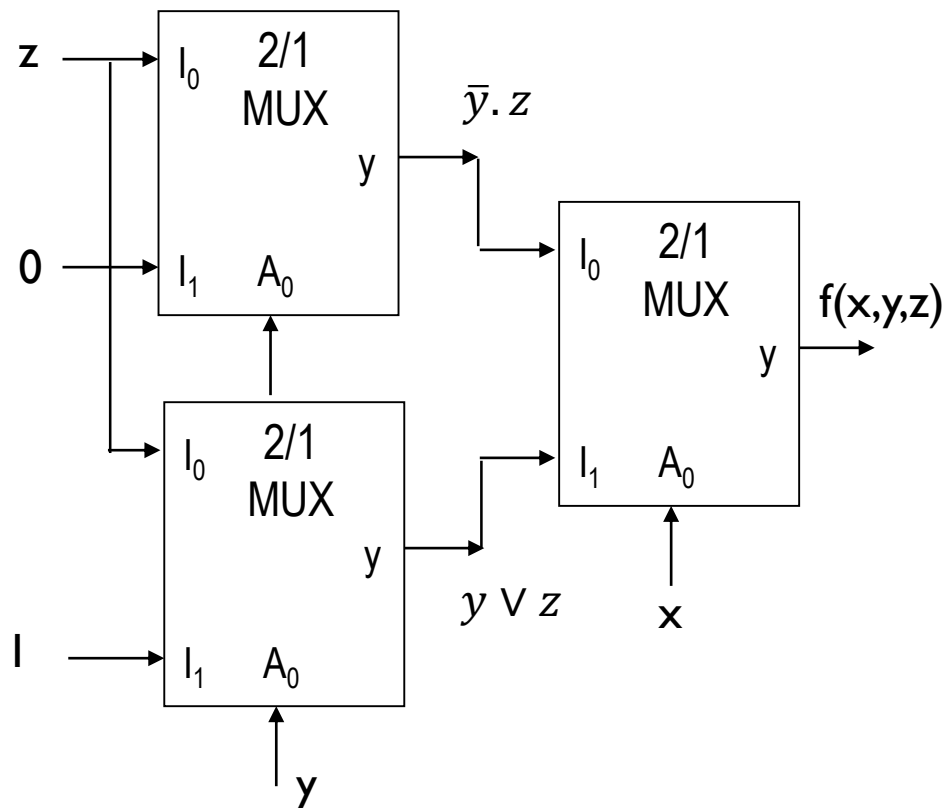 z
I₀ 2/1
MUX
y
0
I₁ A₀
ȳ. z
I₀ 2/1
MUX
y
I₁ A₀
x
f(x,y,z)
I₀ 2/1
MUX
y
I
I₁ A₀
y
y ∨ z